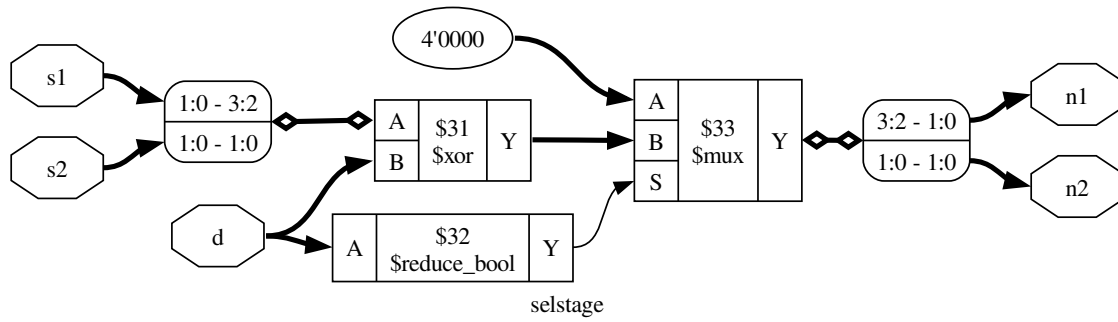 s1
s2
1:0 - 3:2
1:0 - 1:0
d
4'0000
A
B
$31
$xor
Y
A
$32
$reduce_bool
Y
A
B
S
$33
$mux
Y
3:2 - 1:0
1:0 - 1:0
n1
n2
selstage